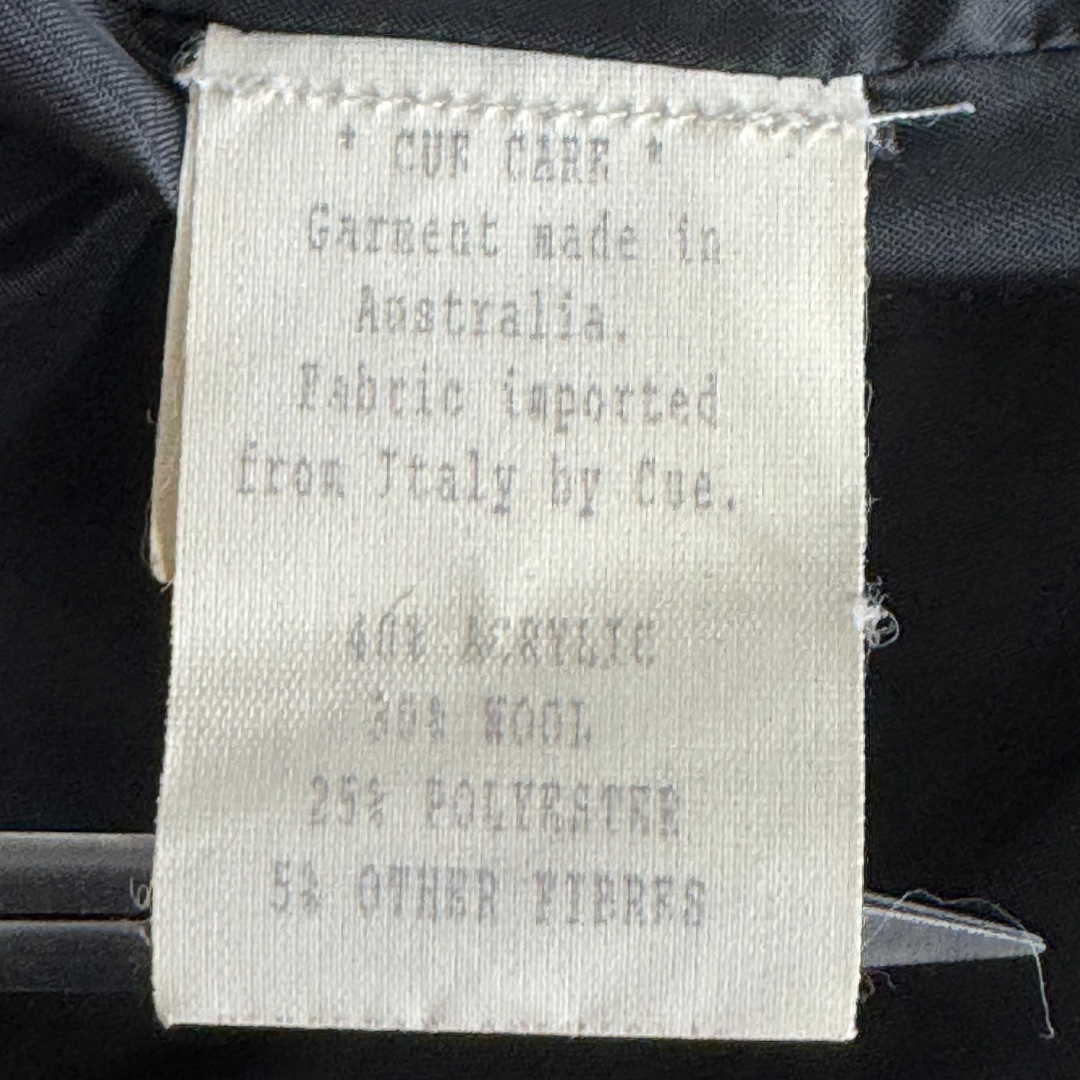 * CUE CARE *
Garment made in
Australia.
Fabric imported
from Italy by Cue.
40% ACRYLIC
30% WOOL
25% POLYESTER
5% OTHER FIBRES